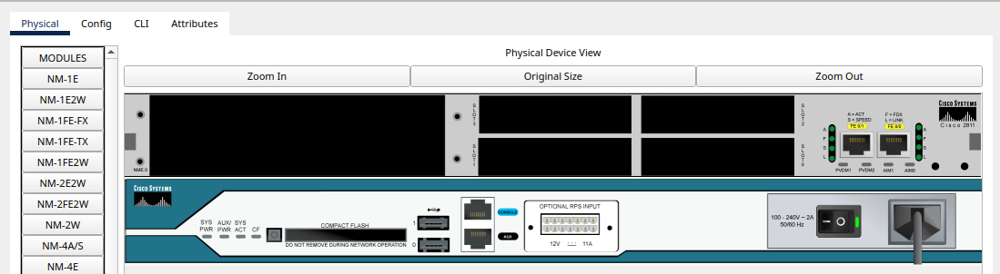 Physical Config CLI Attributes
MODULES
NM-1E
NM-1E2W
NM-1FE-FX
NM-1FE-TX
NM-1FE2W
NM-2E2W
NM-2FE2W
NM-2W
NM-4A/S
NM-4E
Physical Device View
Zoom In Original Size Zoom Out
NME 0
SLOT3
SLOT1
SLOT2
SLOT0
A = ACT F = FDX
S = SPEED L = LINK
FE 0/1 FE 0/0
A A
F F
S S
L L
PVDM1 PVDM2 AIM1 AIM0
CISCO SYSTEMS
Cisco 2811
CISCO SYSTEMS
SYS AUX/ SYS
PWR PWR ACT CF
COMPACT FLASH
DO NOT REMOVE DURING NETWORK OPERATION
1
0
CONSOLE
AUX
OPTIONAL RPS INPUT
12V 11A
100 - 240V ~ 2A
50/60 Hz